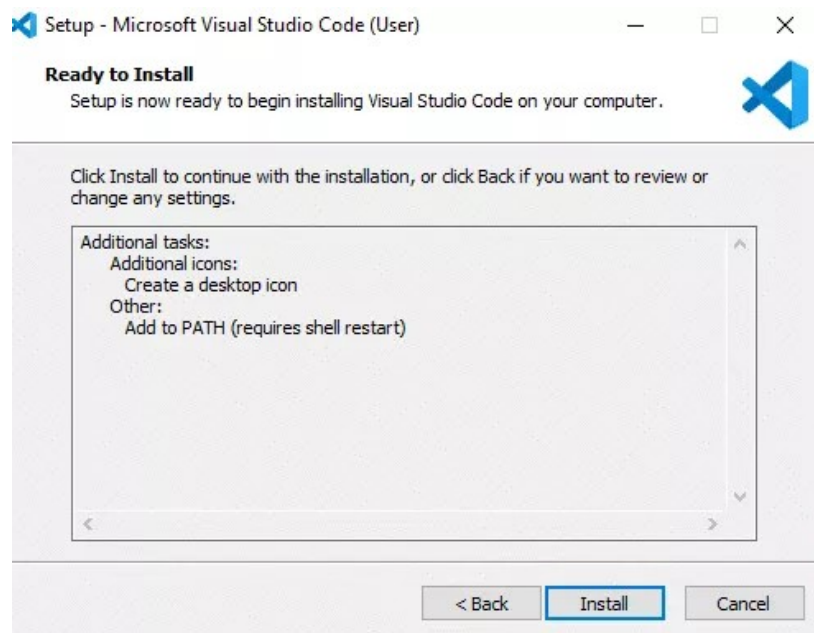 Setup - Microsoft Visual Studio Code (User)
Ready to Install
Setup is now ready to begin installing Visual Studio Code on your computer.
Click Install to continue with the installation, or click Back if you want to review or
change any settings.
Additional tasks:
Additional icons:
Create a desktop icon
Other:
Add to PATH (requires shell restart)
< Back
Install
Cancel